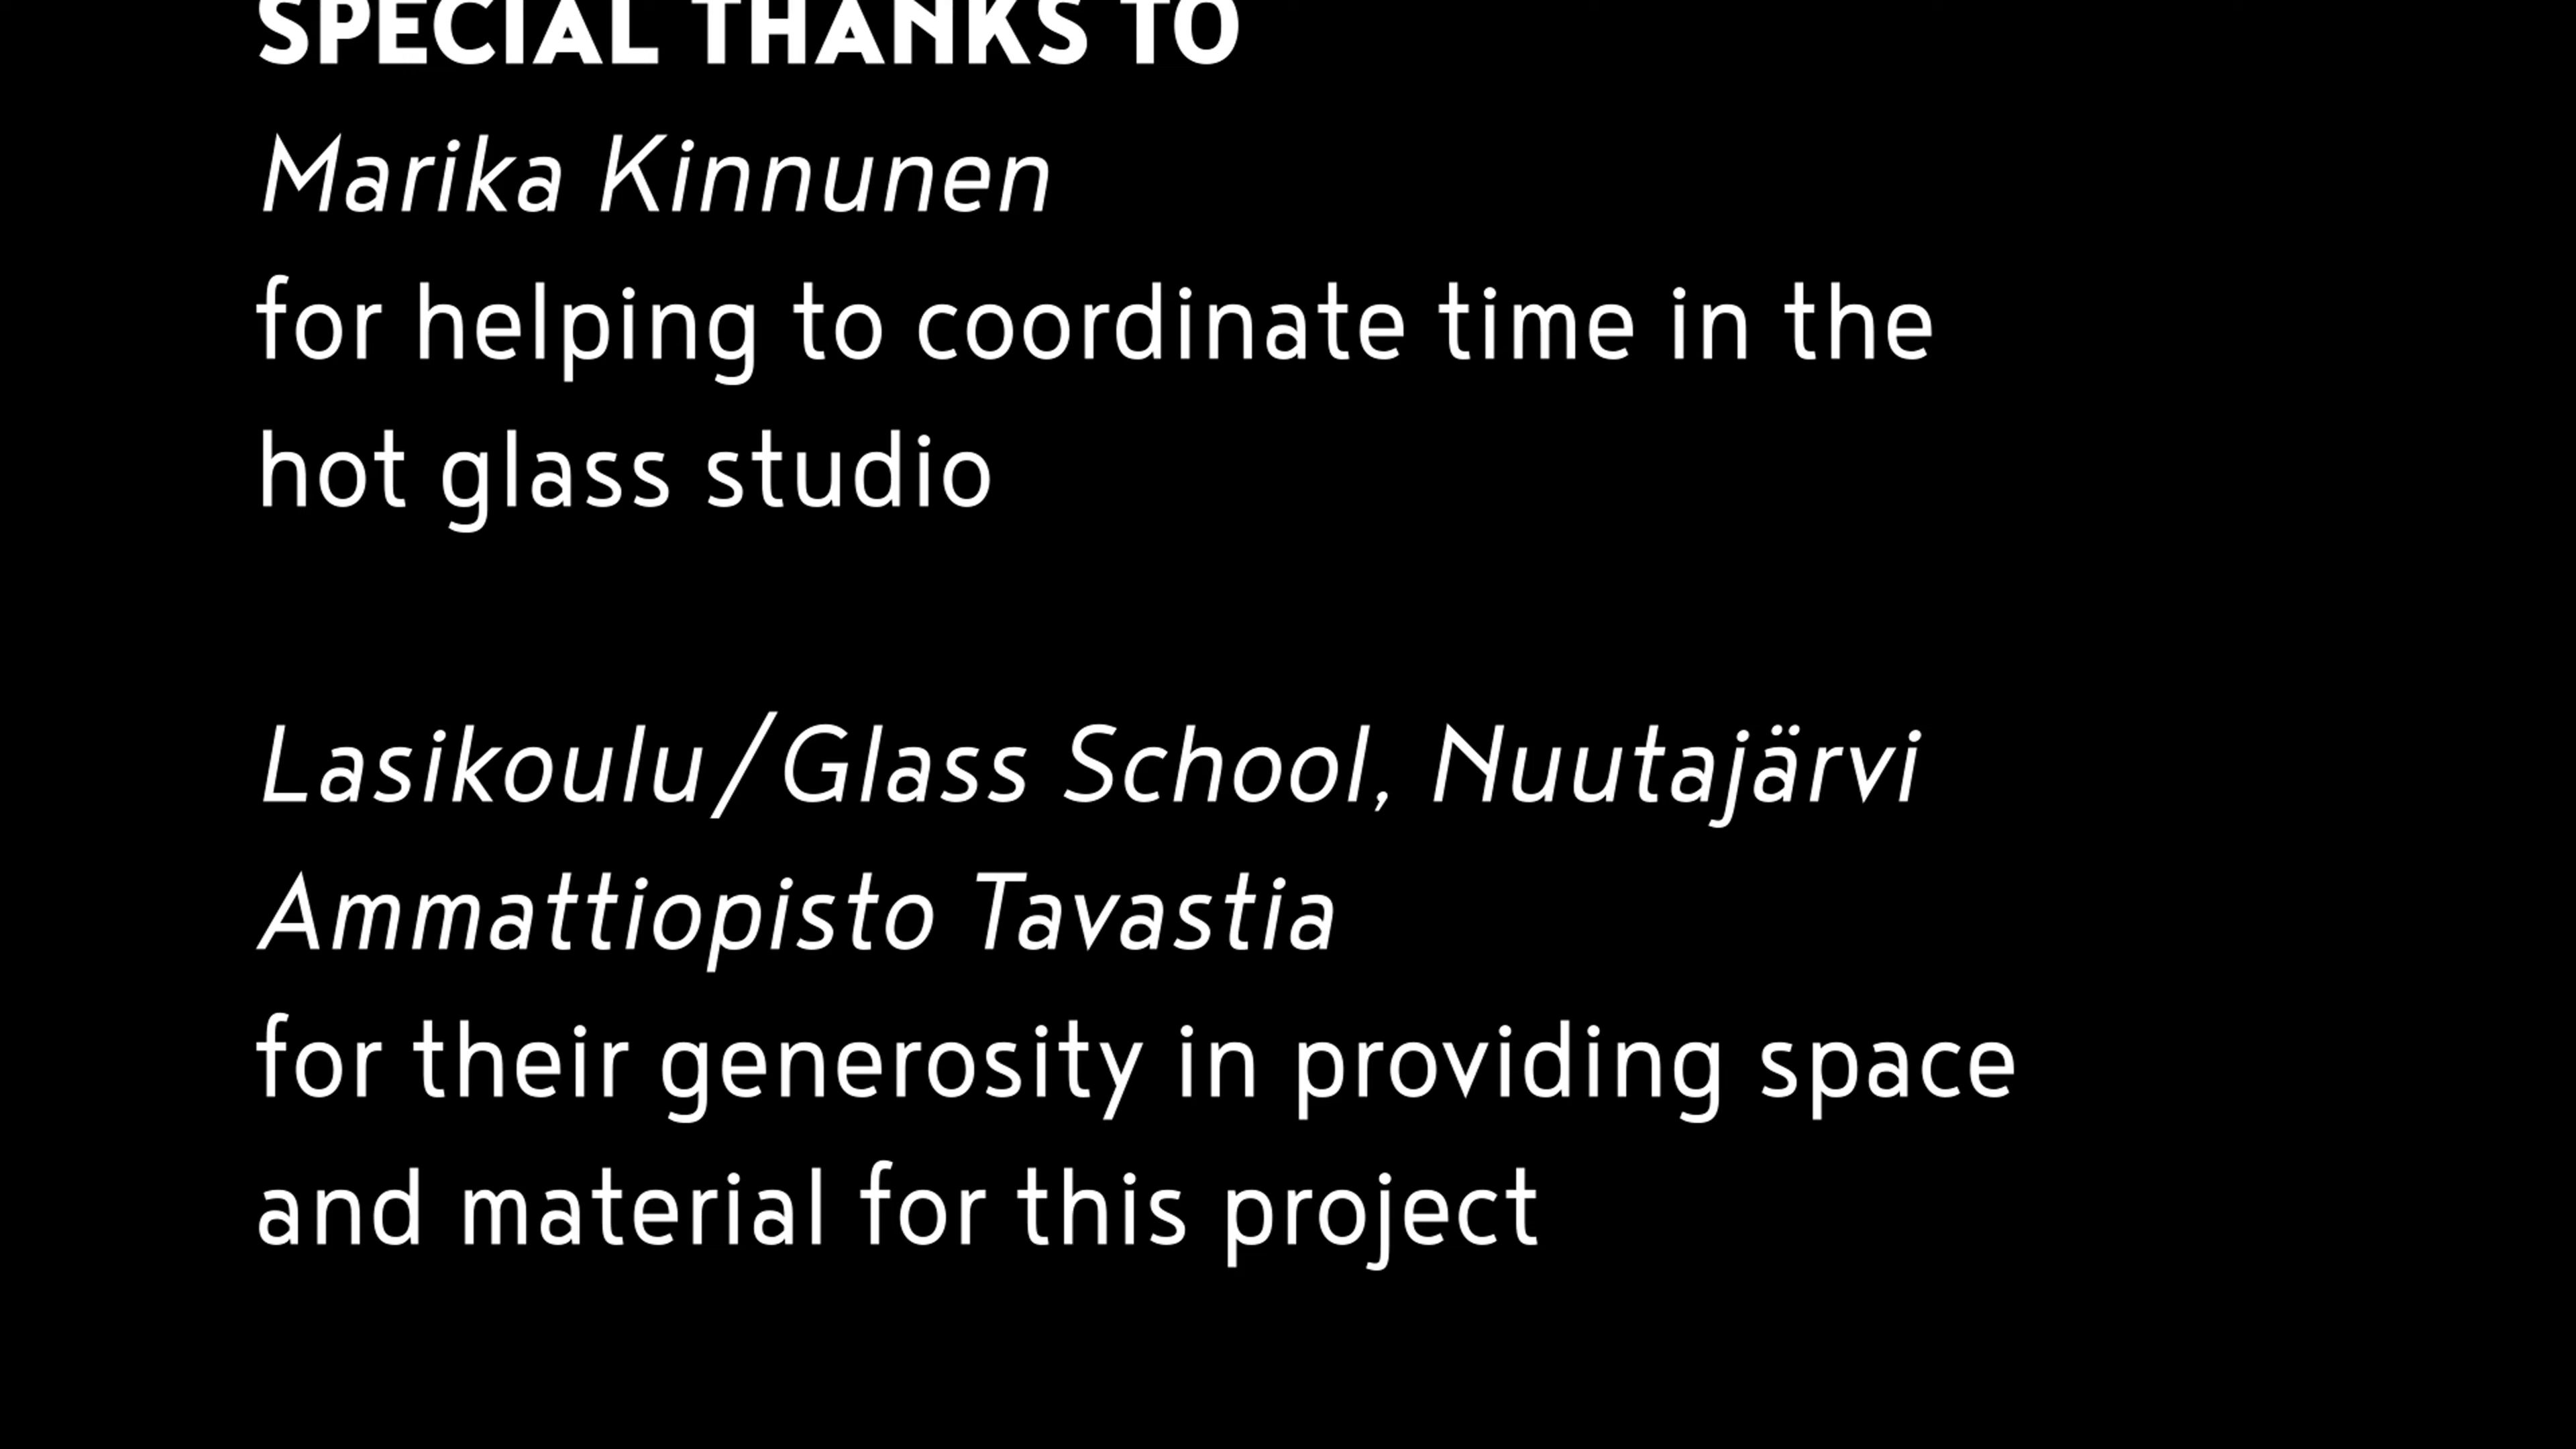 SPECIAL THANKS TO
Marika Kinnunen
for helping to coordinate time in the
hot glass studio
Lasikoulu/Glass School, Nuutajärvi
Ammattiopisto Tavastia
for their generosity in providing space
and material for this project